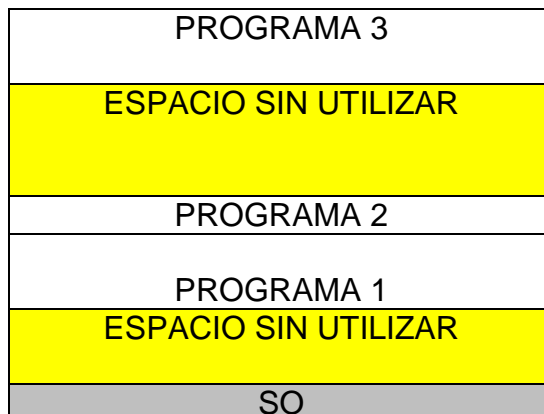 PROGRAMA 3
ESPACIO SIN UTILIZAR
PROGRAMA 2
PROGRAMA 1
ESPACIO SIN UTILIZAR
SO